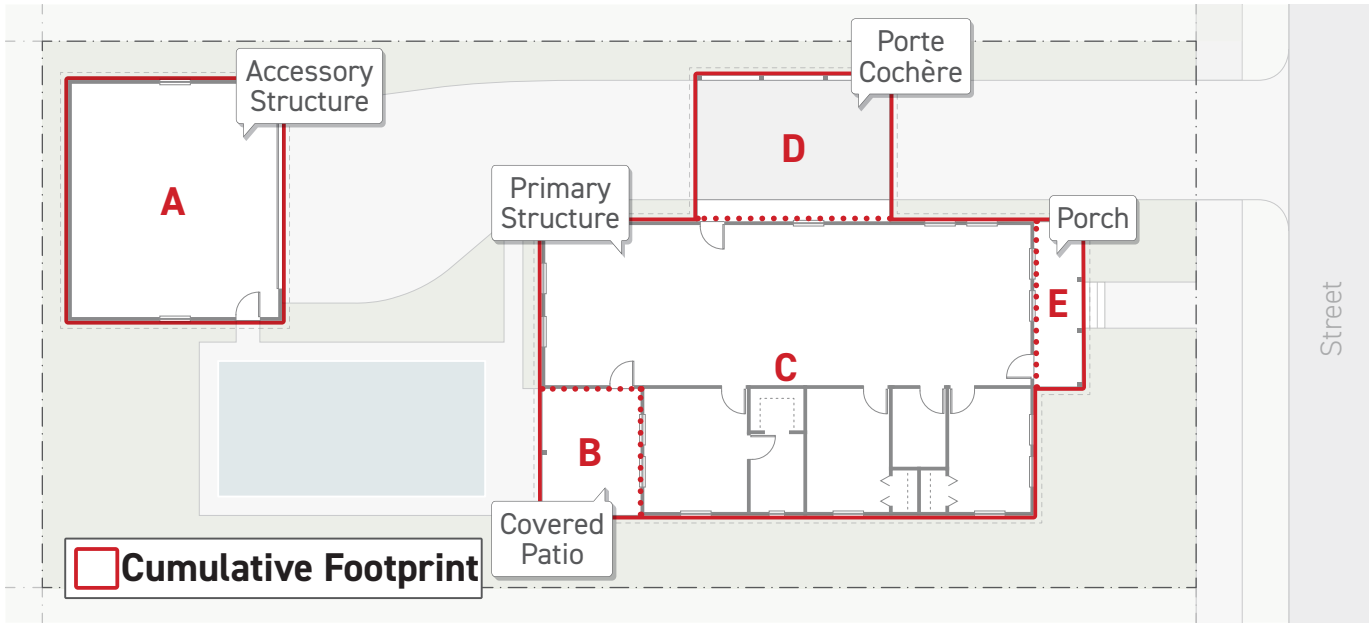 Accessory
Structure
Porte
Cochère
A
D
Primary
Structure
Porch
E
C
B
Covered
Patio
Street
Cumulative Footprint